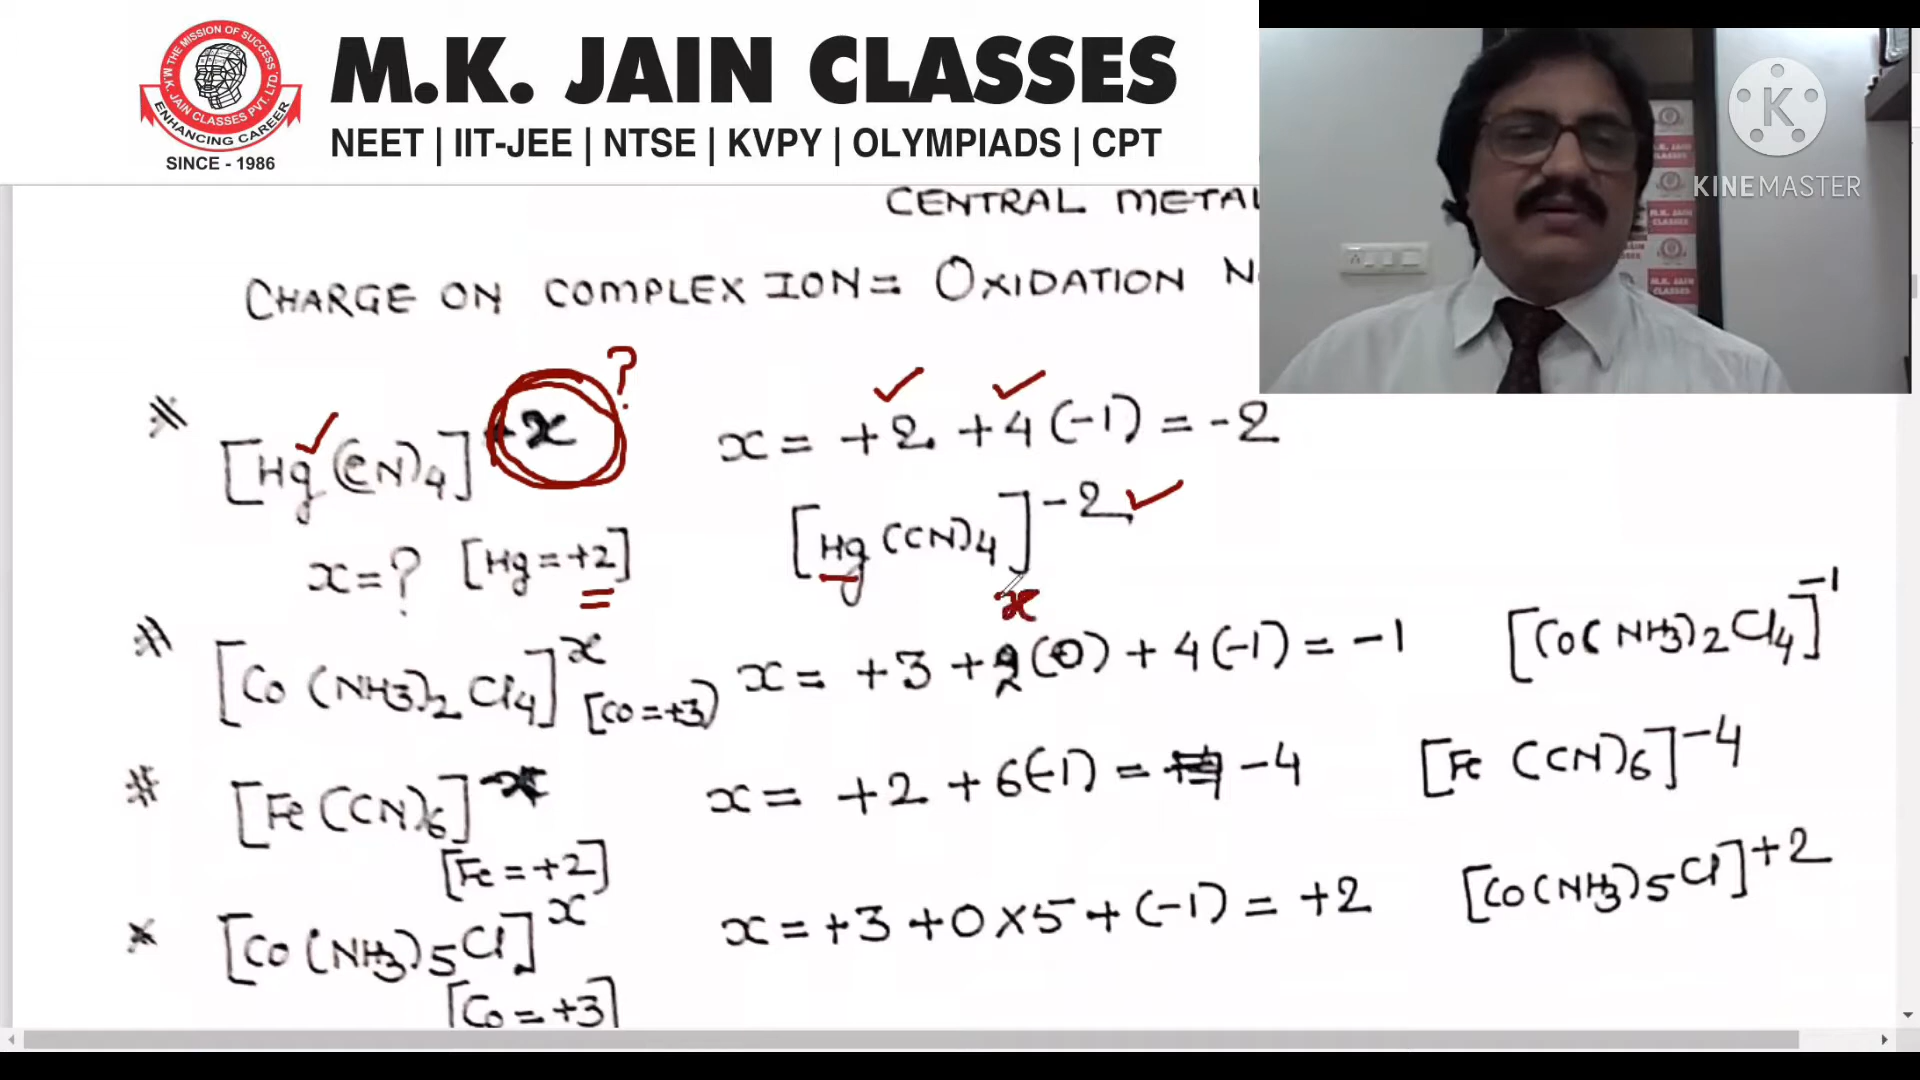 THE MISSION OF SUCCESS
THE M.K. JAIN CLASSES PVT. LTD.
ENHANCING CAREER
SINCE - 1986
M.K. JAIN CLASSES
NEET | IIT-JEE | NTSE | KVPY | OLYMPIADS | CPT
K
KINEMASTER
CENTRAL METAL
CHARGE ON COMPLEX ION = OXIDATION N
[Hg(CN)4]x ?
x = +2 +4(-1) = -2
[Hg(CN)4]-2
x = ? [Hg = +2]
x
[Co(NH3)2Cl4]x [Co = +3]
x = +3 +2(0) + 4(-1) = -1
[Co(NH3)2Cl4]-1
[Fe(CN)6]-x
[Fe = +2]
x = +2 + 6(-1) = -4
[Fe(CN)6]-4
[Co(NH3)5Cl]x
[Co = +3]
x = +3 +0×5 + (-1) = +2
[Co(NH3)5Cl]+2